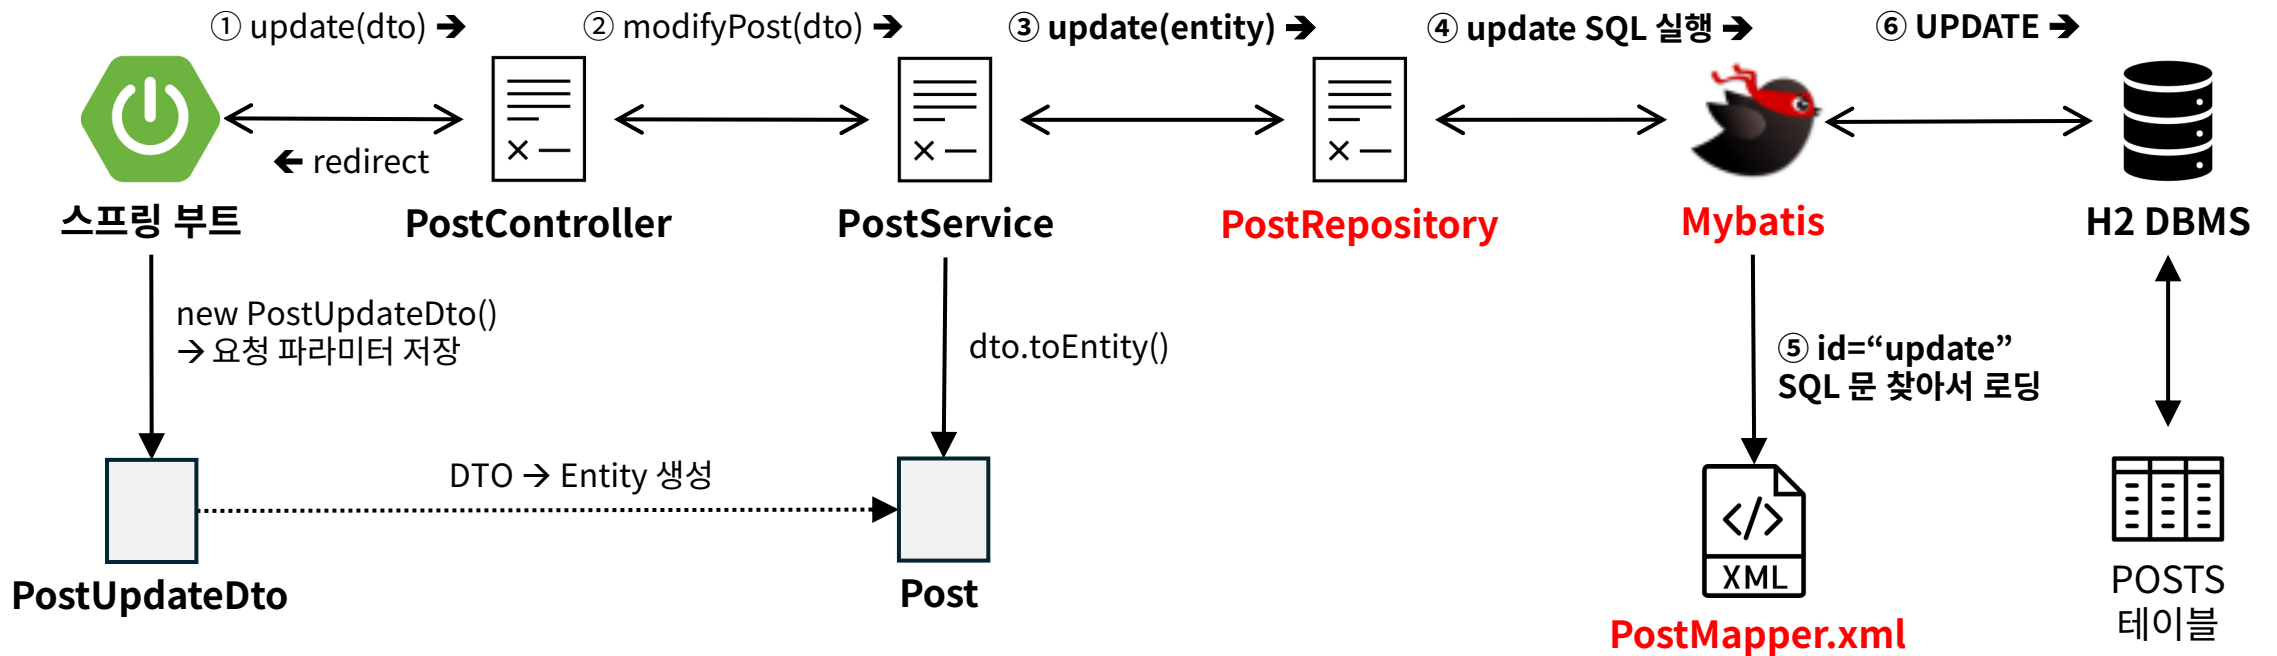 ① update(dto) 🡪
② modifyPost(dto) 🡪
③ update(entity) 🡪
④ update SQL 실행 🡪
⑥ UPDATE 🡪
🡨 redirect
스프링 부트
PostController
PostService
PostRepository
Mybatis
H2 DBMS
new PostUpdateDto()
→ 요청 파라미터 저장
dto.toEntity()
⑤ id=“update”
SQL 문 찾아서 로딩
DTO → Entity 생성
XML
PostUpdateDto
Post
PostMapper.xml
POSTS
테이블